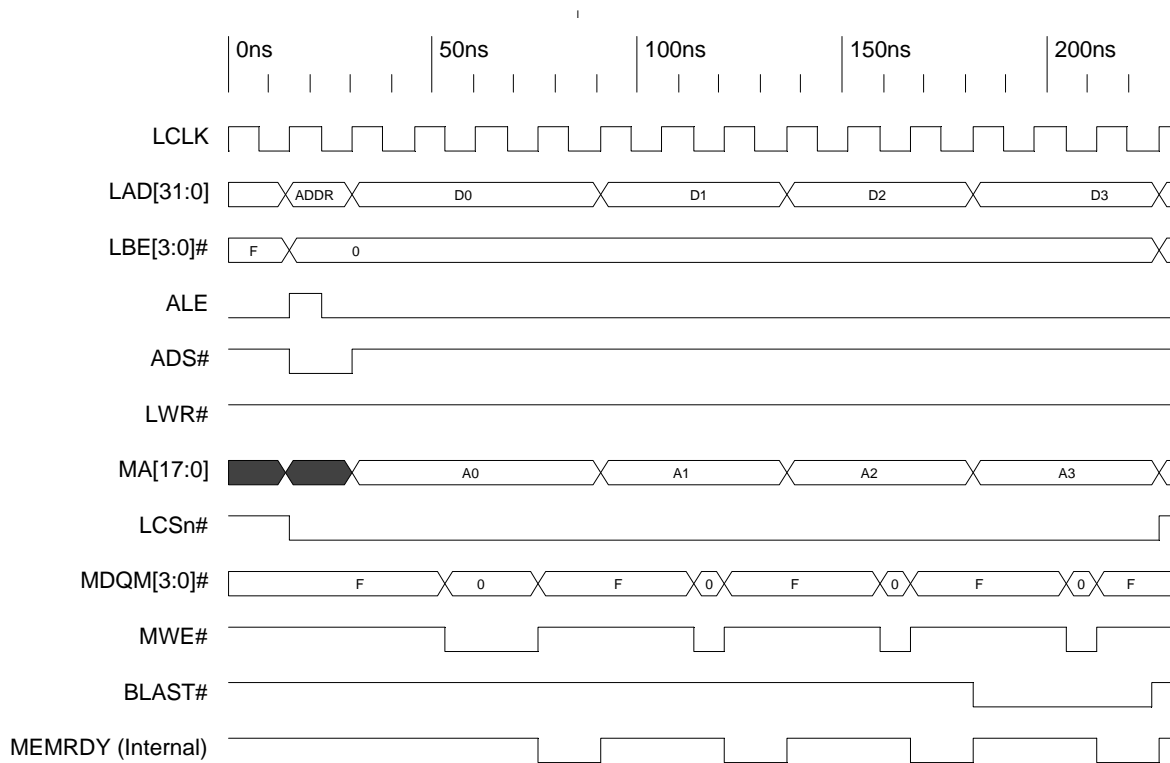 0ns 50ns 100ns 150ns 200ns
LCLK
LAD[31:0] ADDR D0 D1 D2 D3
LBE[3:0]# F 0
ALE
ADS#
LWR#
MA[17:0] A0 A1 A2 A3
LCSn#
MDQM[3:0]# F 0 F 0 F 0 F 0 F
MWE#
BLAST#
MEMRDY (Internal)